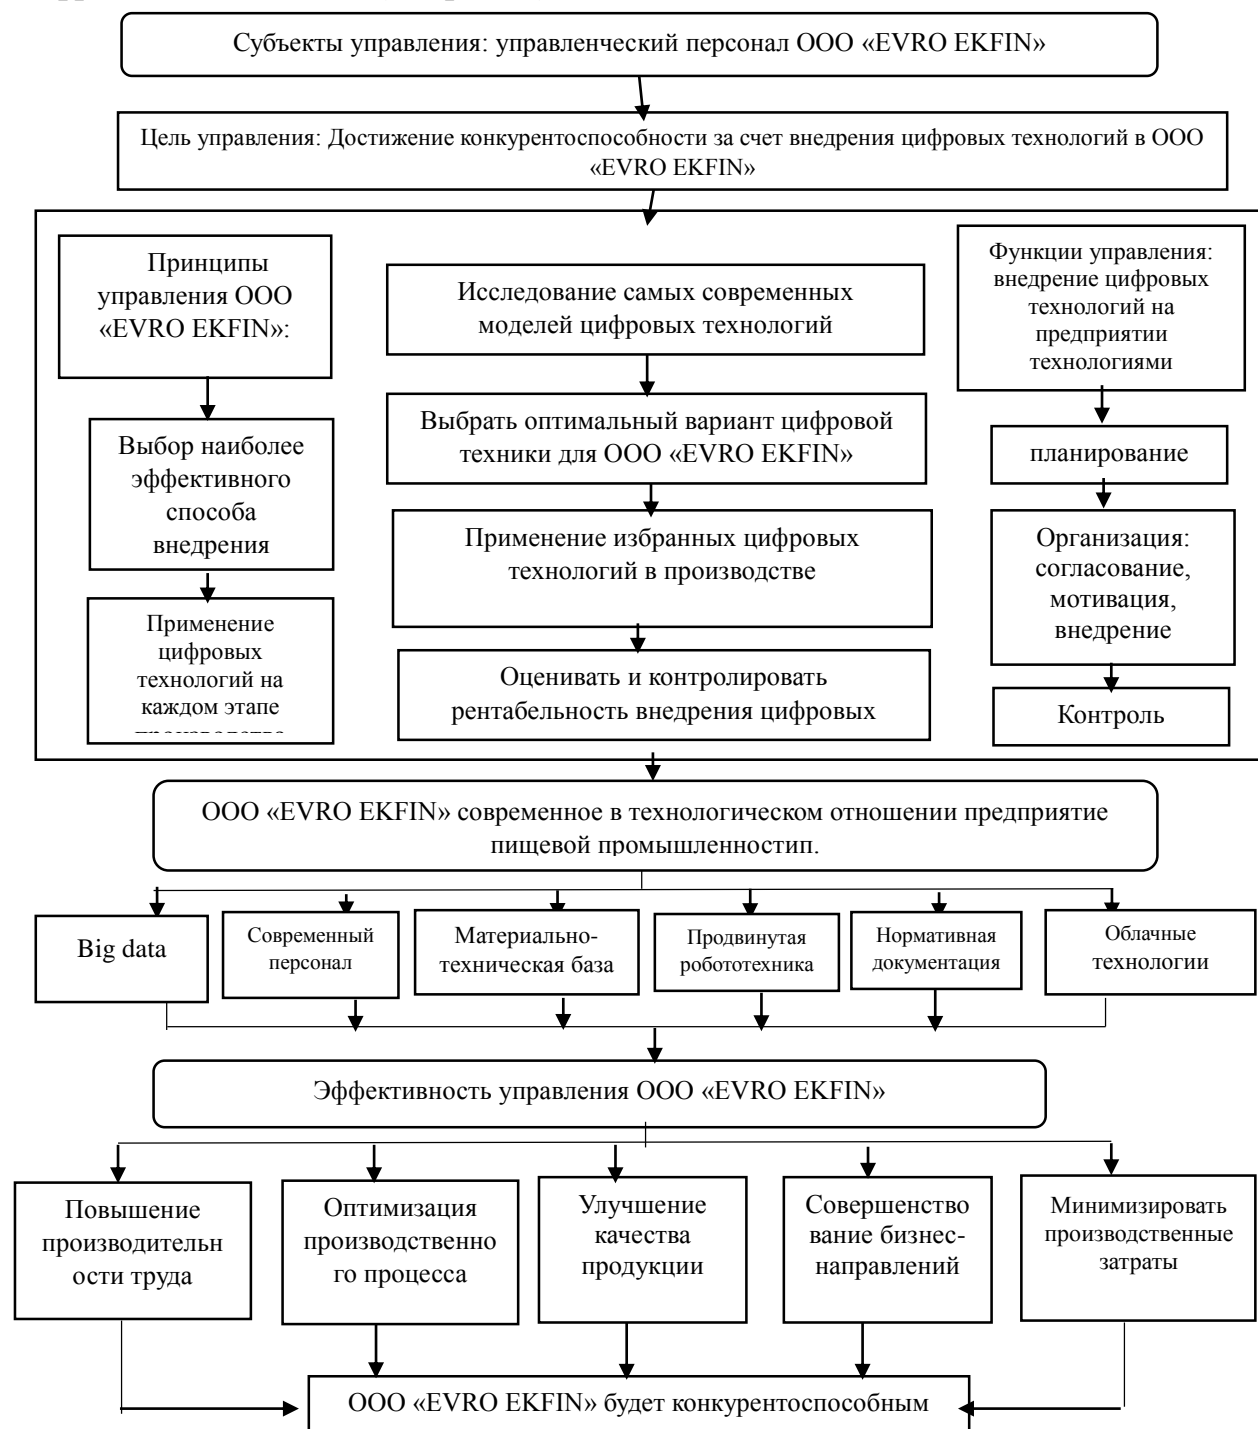 Субъекты управления: управленческий персонал ООО «EVRO EKFIN»
Цель управления: Достижение конкурентоспособности за счет внедрения цифровых технологий в ООО
«EVRO EKFIN»
Принципы
управления ООО
«EVRO EKFIN»:
Выбор наиболее
эффективного
способа
внедрения
Применение
цифровых
технологий на
каждом этапе
Исследование самых современных
моделей цифровых технологий
Выбрать оптимальный вариант цифровой
техники для ООО «EVRO EKFIN»
Применение избранных цифровых
технологий в производстве
Оценивать и контролировать
рентабельность внедрения цифровых
Функции управления:
внедрение цифровых
технологий на
предприятии
технологиями
планирование
Организация:
согласование,
мотивация,
внедрение
Контроль
ООО «EVRO EKFIN» современное в технологическом отношении предприятие
пищевой промышленностип.
Big data
Современный
персонал
Материально-
техническая база
Продвинутая
робототехника
Нормативная
документация
Облачные
технологии
Эффективность управления ООО «EVRO EKFIN»
Повышение
производительн
ости труда
Оптимизация
производственно
го процесса
Улучшение
качества
продукции
Совершенство
вание бизнес-
направлений
Минимизировать
производственные
затраты
ООО «EVRO EKFIN» будет конкурентоспособным